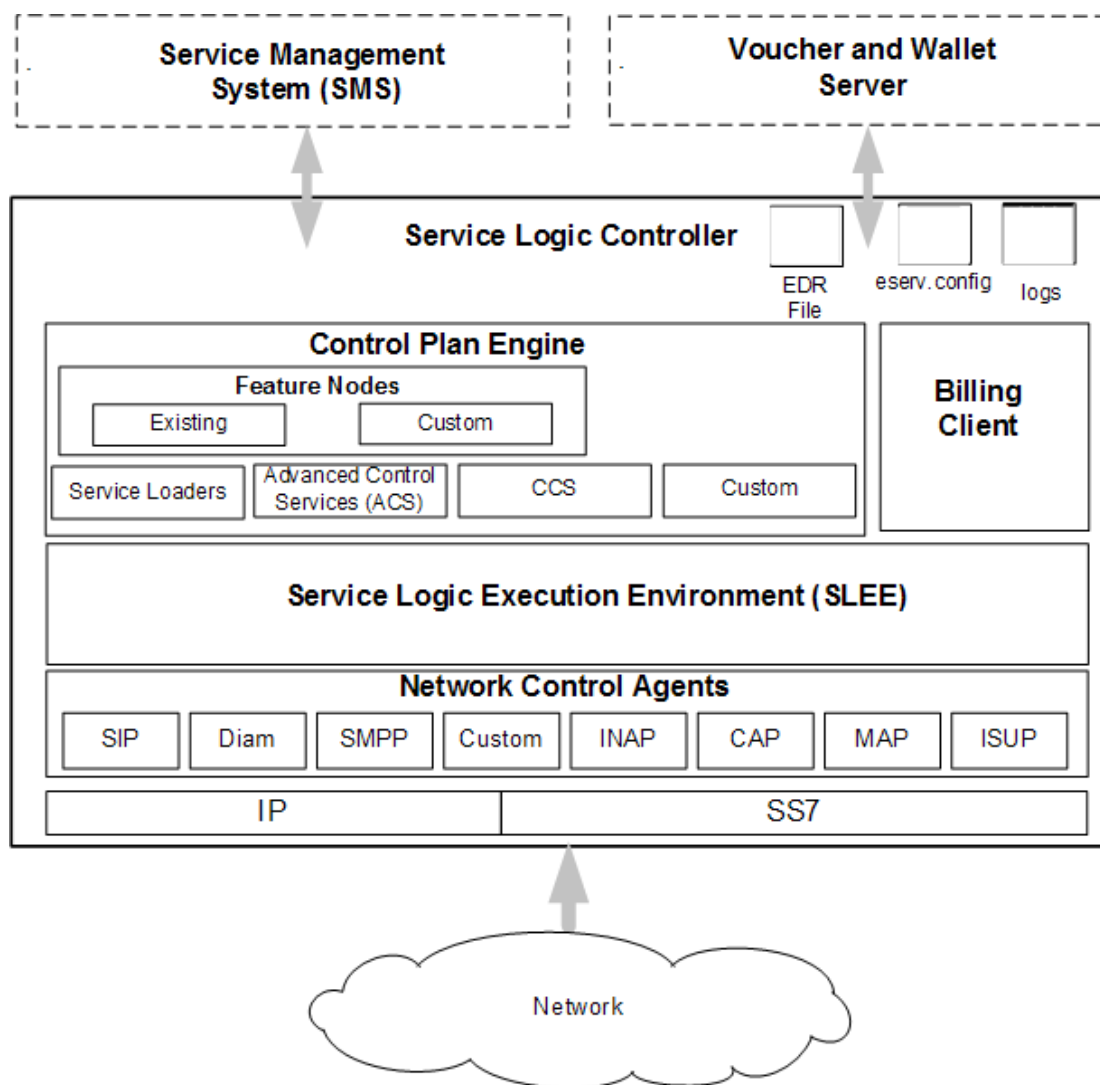 Service Management
System (SMS)
Voucher and Wallet
Server
Service Logic Controller
EDR
File
eserv.config
logs
Control Plan Engine
Feature Nodes
Existing
Custom
Service Loaders
Advanced Control
Services (ACS)
CCS
Custom
Billing
Client
Service Logic Execution Environment (SLEE)
Network Control Agents
SIP
Diam
SMPP
Custom
INAP
CAP
MAP
ISUP
IP
SS7
Network